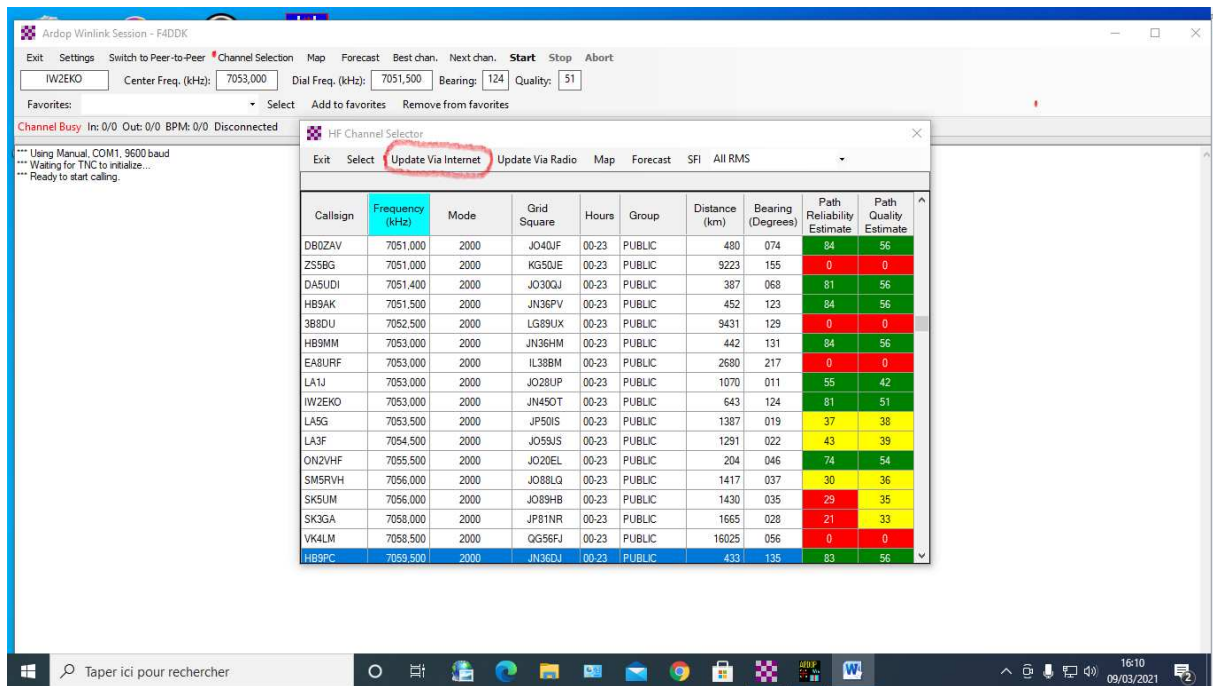 Ardop Winlink Session - F4DDK
Exit Settings Switch to Peer-to-Peer Channel Selection Map Forecast Best chan. Next chan. Start Stop Abort
IW2EKO Center Freq. (kHz): 7053,000 Dial Freq. (kHz): 7051,500 Bearing: 124 Quality: 51
Favorites: Select Add to favorites Remove from favorites
Channel Busy In: 0/0 Out: 0/0 BPM: 0/0 Disconnected
*** Using Manual, COM1, 9600 baud
*** Waiting for TNC to initialize...
*** Ready to start calling.
HF Channel Selector
Exit Select Update Via Internet Update Via Radio Map Forecast SFI All RMS
Callsign Frequency (kHz) Mode Grid Square Hours Group Distance (km) Bearing (Degrees) Path Reliability Estimate Path Quality Estimate
DB0ZAV 7051,000 2000 JO40JF 00-23 PUBLIC 480 074 84 56
ZS5BG 7051,000 2000 KG50JE 00-23 PUBLIC 9223 155 0 0
DA5UDI 7051,400 2000 JO30QJ 00-23 PUBLIC 387 068 81 56
HB9AK 7051,500 2000 JN36PV 00-23 PUBLIC 452 123 84 56
3B8DU 7052,500 2000 LG89UX 00-23 PUBLIC 9431 129 0 0
HB9MM 7053,000 2000 JN36HM 00-23 PUBLIC 442 131 84 56
EA8URF 7053,000 2000 IL38BM 00-23 PUBLIC 2680 217 0 0
LA1J 7053,000 2000 JO28UP 00-23 PUBLIC 1070 011 55 42
IW2EKO 7053,000 2000 JN45OT 00-23 PUBLIC 643 124 81 51
LA5G 7053,500 2000 JP50IS 00-23 PUBLIC 1387 019 37 38
LA3F 7054,500 2000 JO59JS 00-23 PUBLIC 1291 022 43 39
ON2VHF 7055,500 2000 JO20EL 00-23 PUBLIC 204 046 74 54
SM5RVH 7056,000 2000 JO88LQ 00-23 PUBLIC 1417 037 30 36
SK5UM 7056,000 2000 JO89HB 00-23 PUBLIC 1430 035 29 35
SK3GA 7058,000 2000 JP81NR 00-23 PUBLIC 1665 028 21 33
VK4LM 7058,500 2000 QG56FJ 00-23 PUBLIC 16025 056 0 0
HB9PC 7059,500 2000 JN36DJ 00-23 PUBLIC 433 135 83 56
Taper ici pour rechercher
16:10
09/03/2021